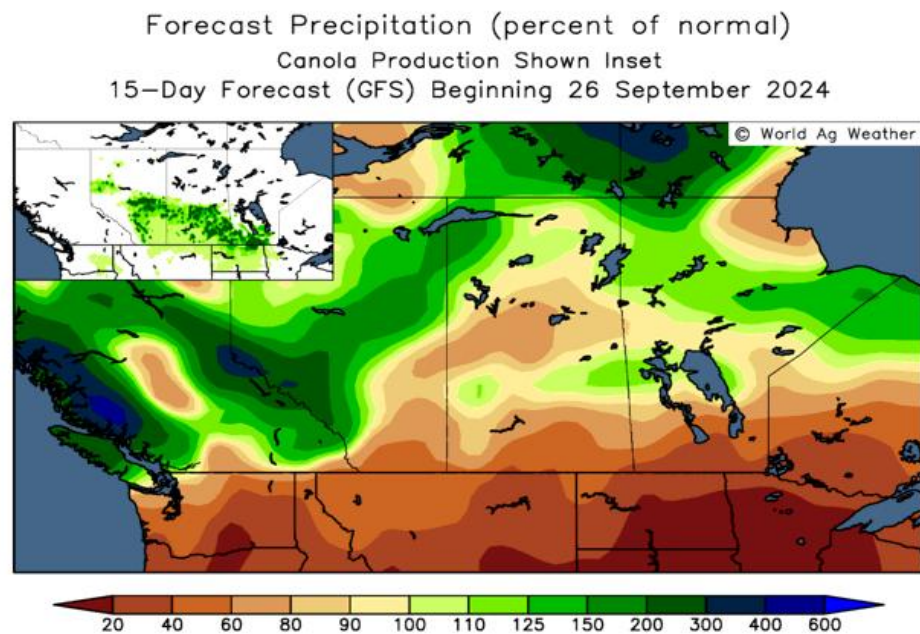 Forecast Precipitation (percent of normal)
Canola Production Shown Inset
15-Day Forecast (GFS) Beginning 26 September 2024
© World Ag Weather
20 40 60 80 90 100 110 125 150 200 300 400 600